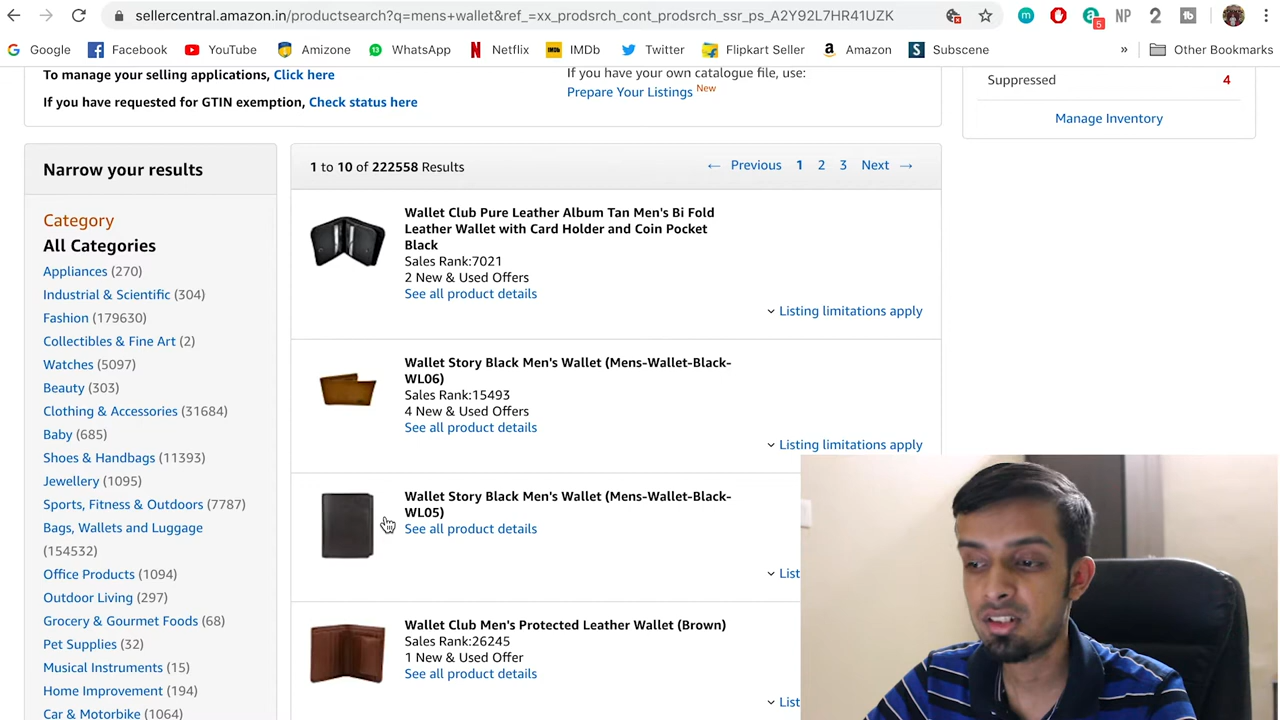 sellercentral.amazon.in/productsearch?q=mens+wallet&ref_=xx_prodsrch_cont_prodsrch_ssr_ps_A2Y92L7HR41UZK
5
NP
2
Google
Facebook
YouTube
Amizone
13
WhatsApp
Netflix
IMDb
Twitter
Flipkart Seller
Amazon
Subscene
»
Other Bookmarks
To manage your selling applications, Click here
If you have requested for GTIN exemption, Check status here
If you have your own catalogue file, use:
Prepare Your Listings New
Suppressed 4
Manage Inventory
Narrow your results
Category
All Categories
Appliances (270)
Industrial & Scientific (304)
Fashion (179630)
Collectibles & Fine Art (2)
Watches (5097)
Beauty (303)
Clothing & Accessories (31684)
Baby (685)
Shoes & Handbags (11393)
Jewellery (1095)
Sports, Fitness & Outdoors (7787)
Bags, Wallets and Luggage
(154532)
Office Products (1094)
Outdoor Living (297)
Grocery & Gourmet Foods (68)
Pet Supplies (32)
Musical Instruments (15)
Home Improvement (194)
Car & Motorbike (1064)
1 to 10 of 222558 Results
← Previous 1 2 3 Next →
Wallet Club Pure Leather Album Tan Men's Bi Fold
Leather Wallet with Card Holder and Coin Pocket
Black
Sales Rank:7021
2 New & Used Offers
See all product details
Listing limitations apply
Wallet Story Black Men's Wallet (Mens-Wallet-Black-
WL06)
Sales Rank:15493
4 New & Used Offers
See all product details
Listing limitations apply
Wallet Story Black Men's Wallet (Mens-Wallet-Black-
WL05)
See all product details
List
Wallet Club Men's Protected Leather Wallet (Brown)
Sales Rank:26245
1 New & Used Offer
See all product details
List